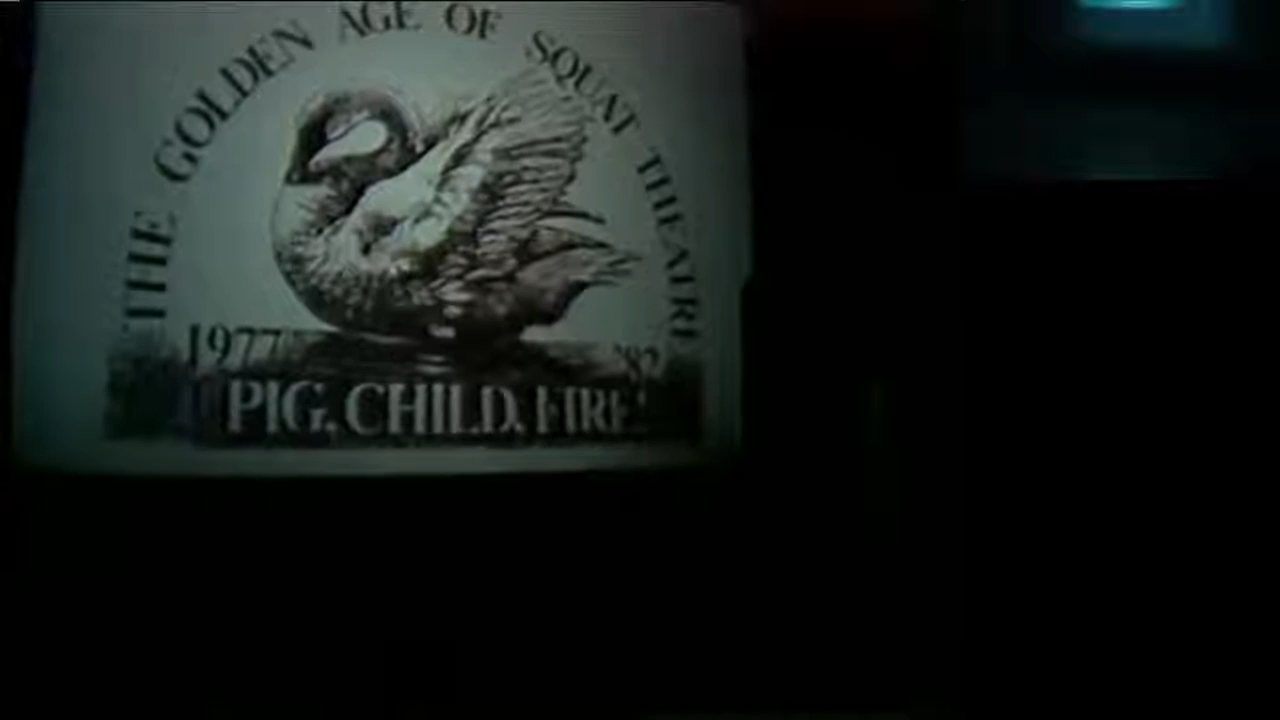 THE GOLDEN AGE OF SQUAT THEATRE
1977 '82
PIG, CHILD, FIRE!